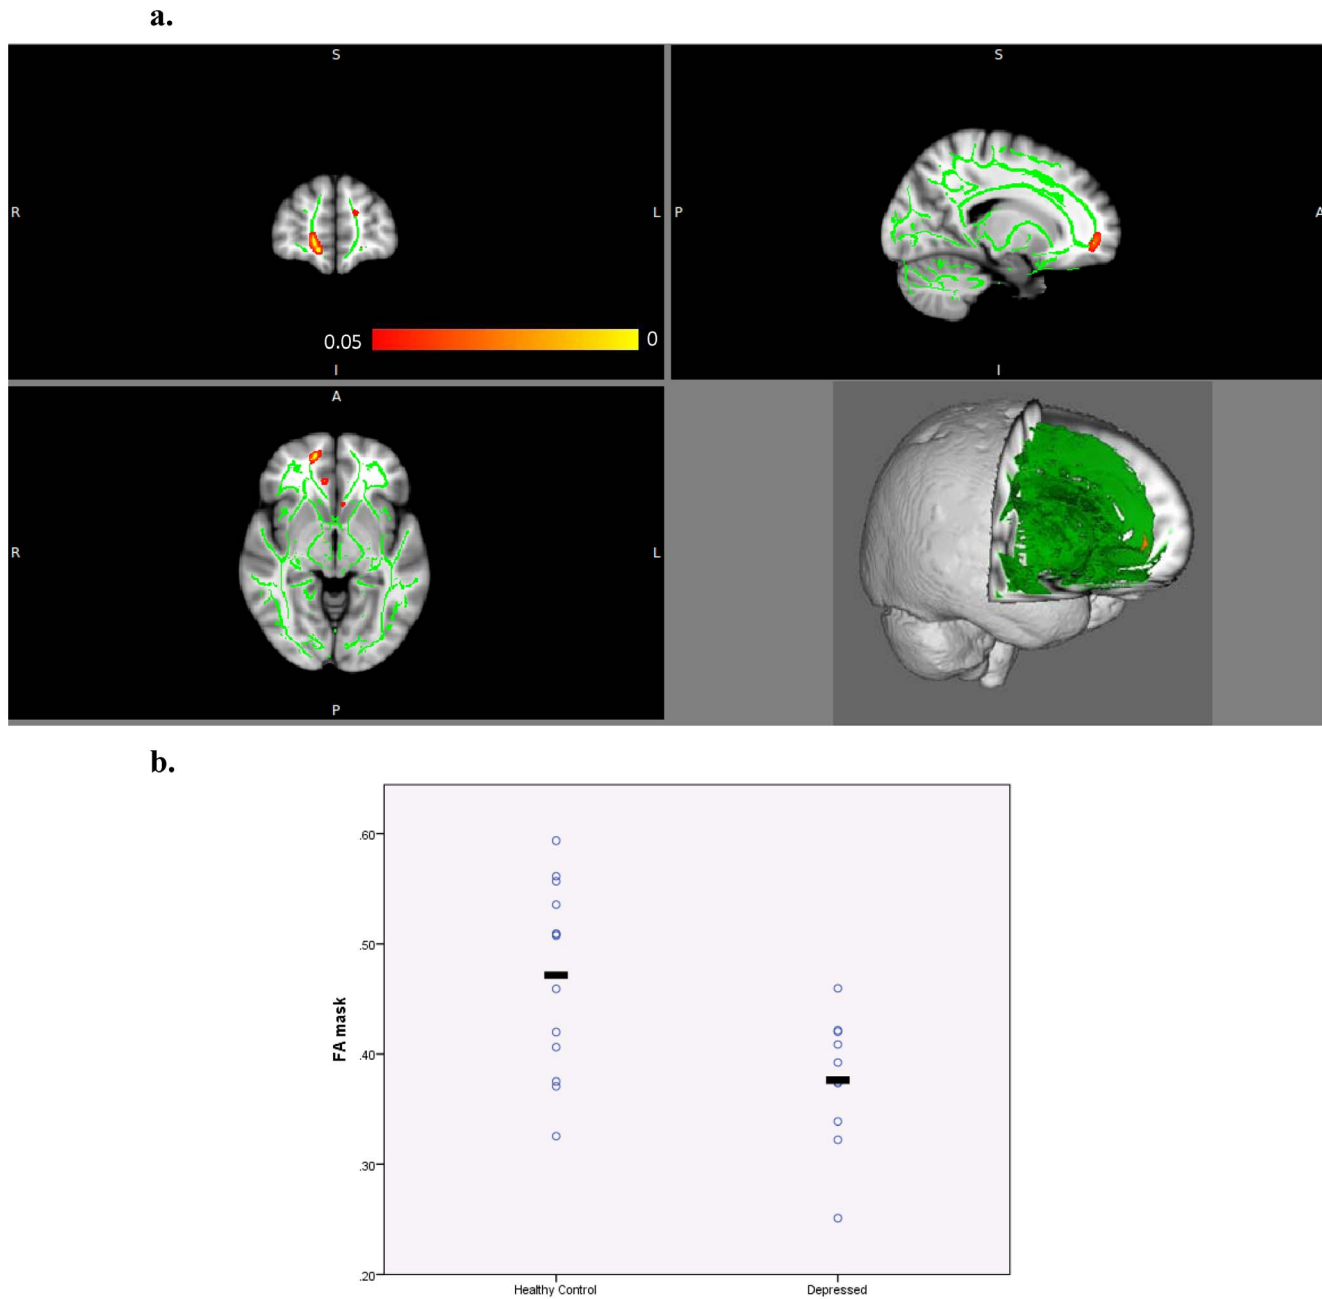 a.
S
S
R
L
P
A
0.05
0
I
I
A
R
L
P
b.
.60
.50
.40
.30
.20
FA mask
Healthy Control
Depressed